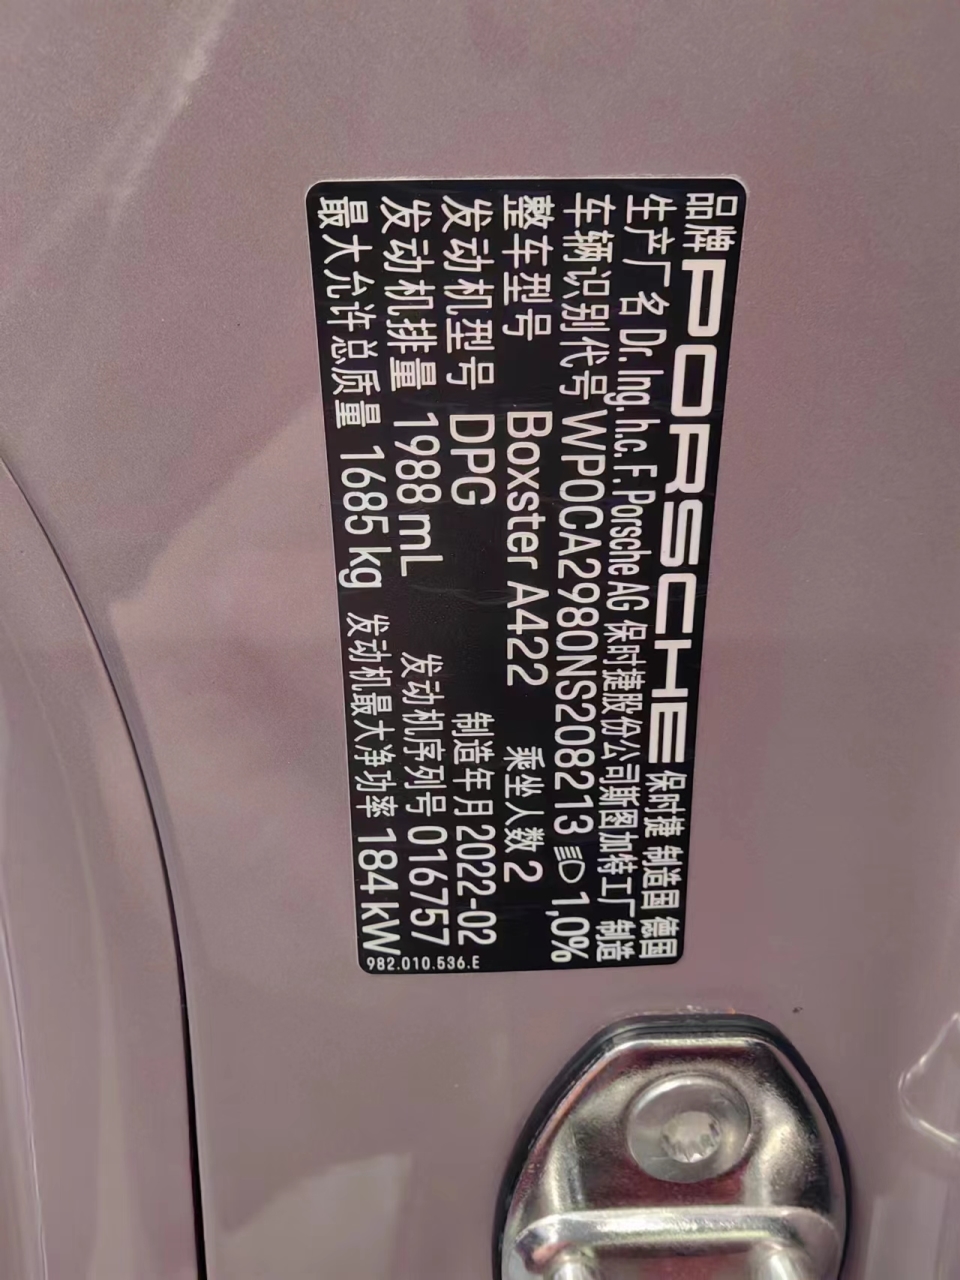 品牌 PORSCHE 保时捷 制造国 德国
生产厂名 Dr. Ing. h.c. F. Porsche AG 保时捷股份公司斯图加特工厂 制造
车辆识别代号 WP0CA2980NS208213 1,0%
整车型号 Boxster A422 乘坐人数 2
发动机型号 DPG 制造年月 2022-02
发动机排量 1988 mL 发动机序列号 016757
最大允许总质量 1685 kg 发动机最大净功率 184 kW
982.010.536.E